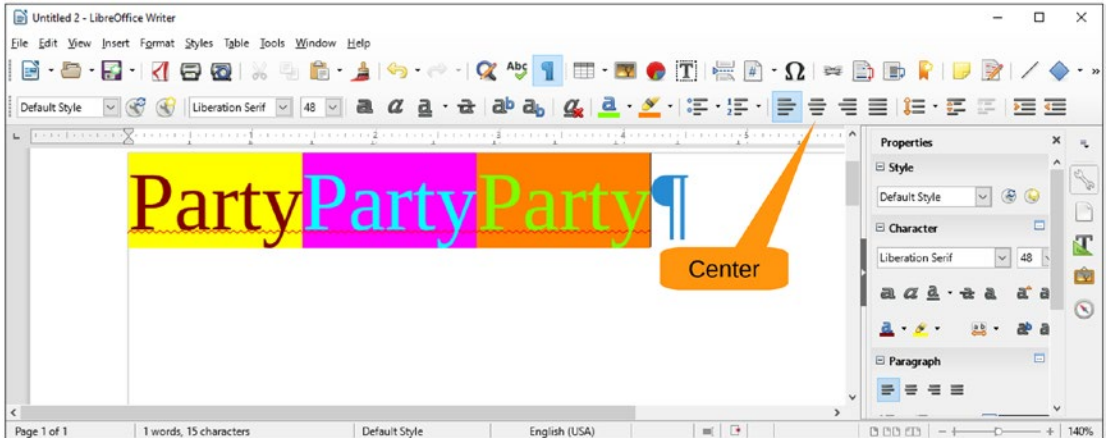 Untitled 2 - LibreOffice Writer
File Edit View Insert Format Styles Table Tools Window Help
Default Style Liberation Serif 48
Properties
Style
Default Style
Character
Liberation Serif 48
Paragraph
PartyPartyParty¶
Center
Page 1 of 1 1 words, 15 characters Default Style English (USA) 140%